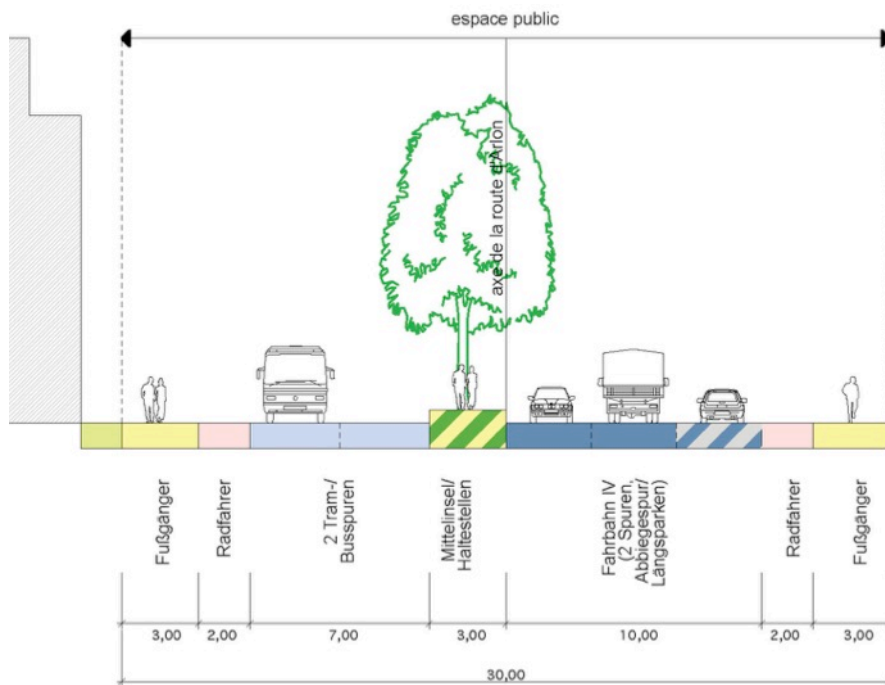 espace public
axe de la route d'Arlon
Fußgänger
Radfahrer
2 Tram-/
Busspuren
Mittelinsel/
Haltestellen
Fahrbahn IV
(2 Spuren,
Abbiegespur/
Längsparken)
Radfahrer
Fußgänger
3,00
2,00
7,00
3,00
10,00
2,00
3,00
30,00